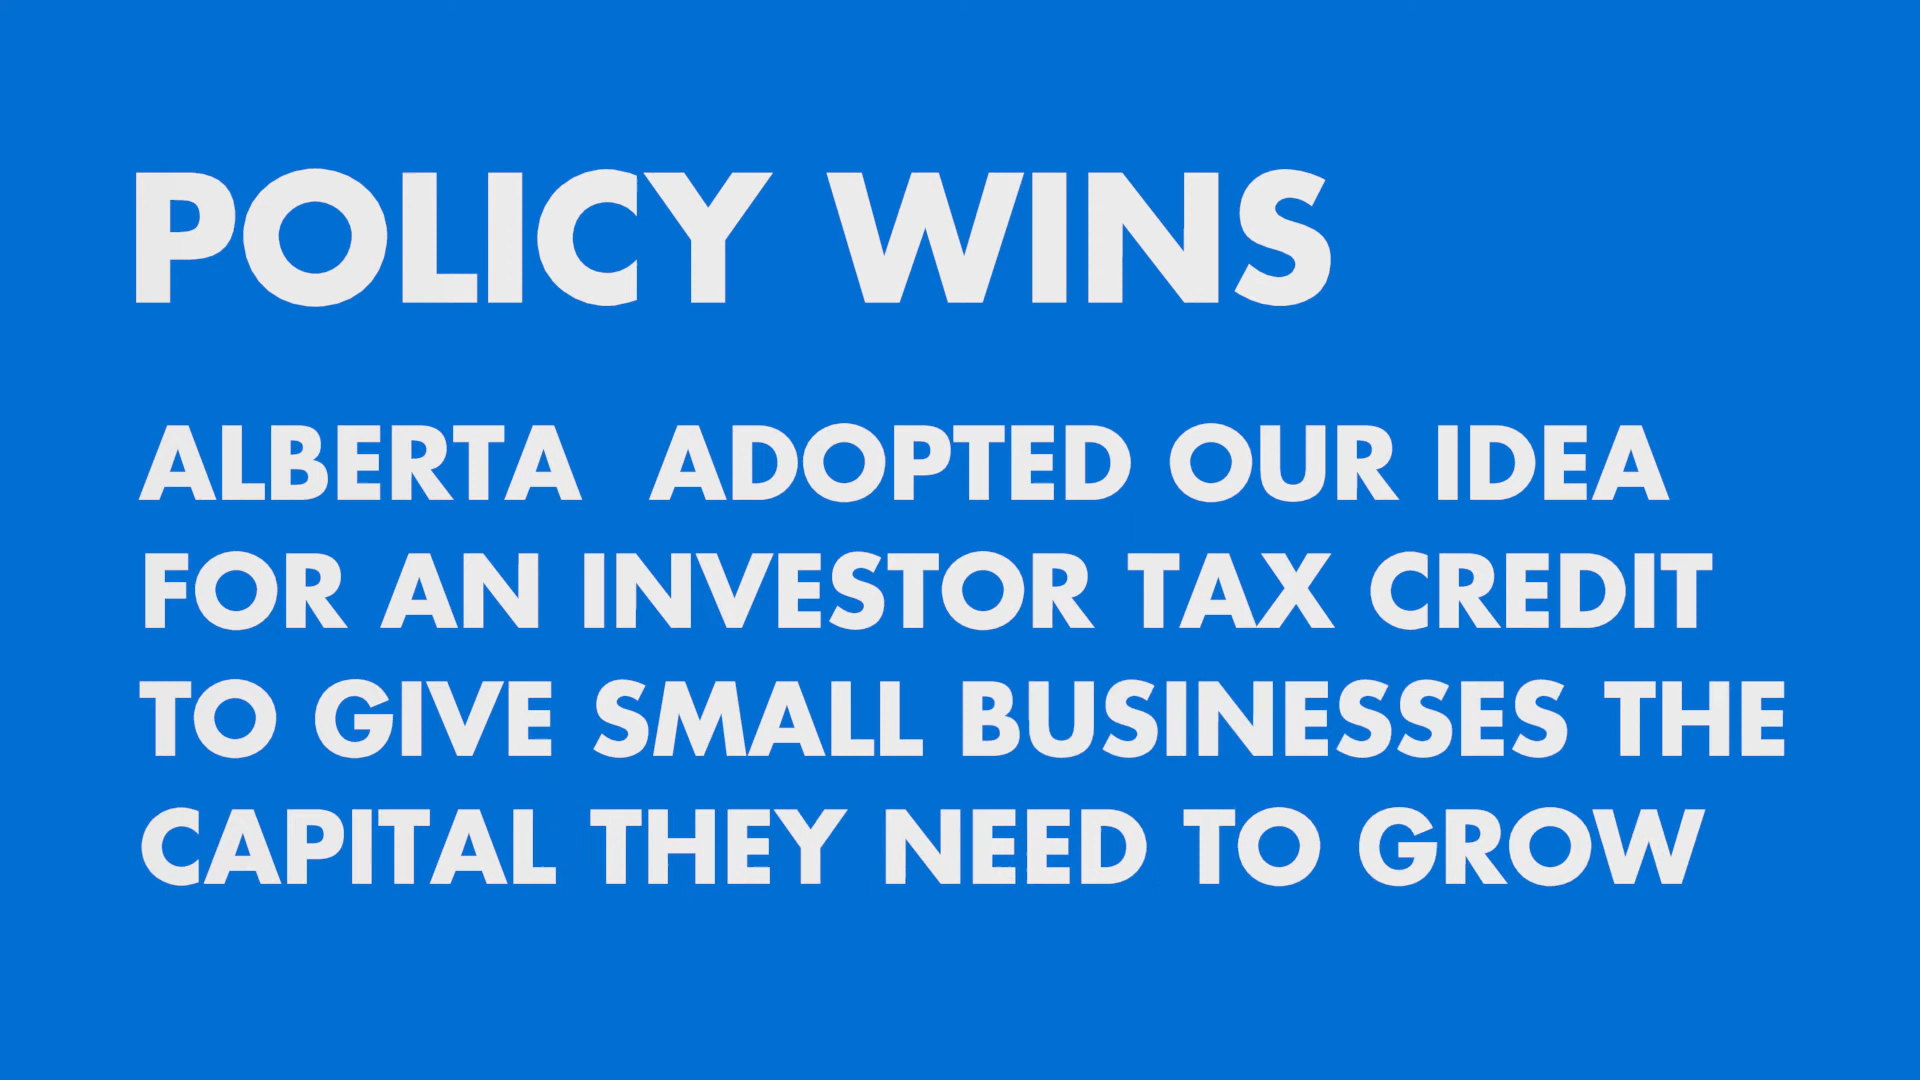 POLICY WINS
ALBERTA  ADOPTED OUR IDEA
FOR AN INVESTOR TAX CREDIT
TO GIVE SMALL BUSINESSES THE
CAPITAL THEY NEED TO GROW